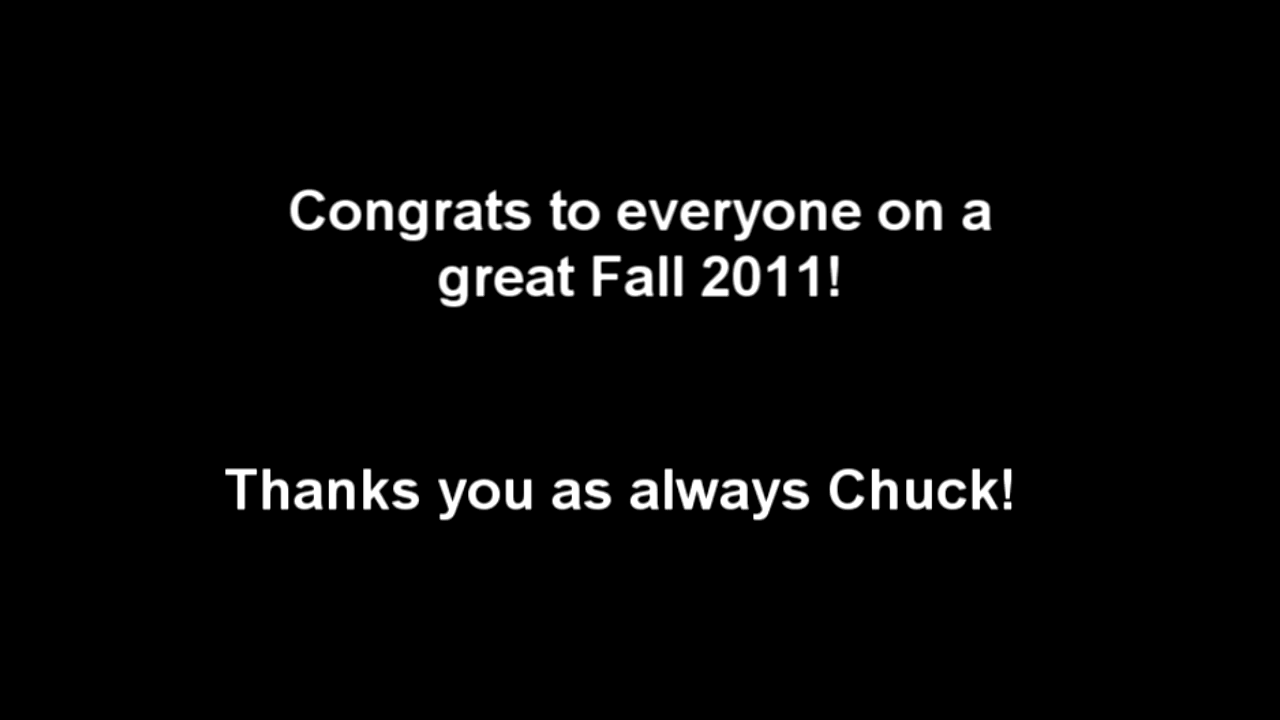 Congrats to everyone on a
great Fall 2011!
Thanks you as always Chuck!